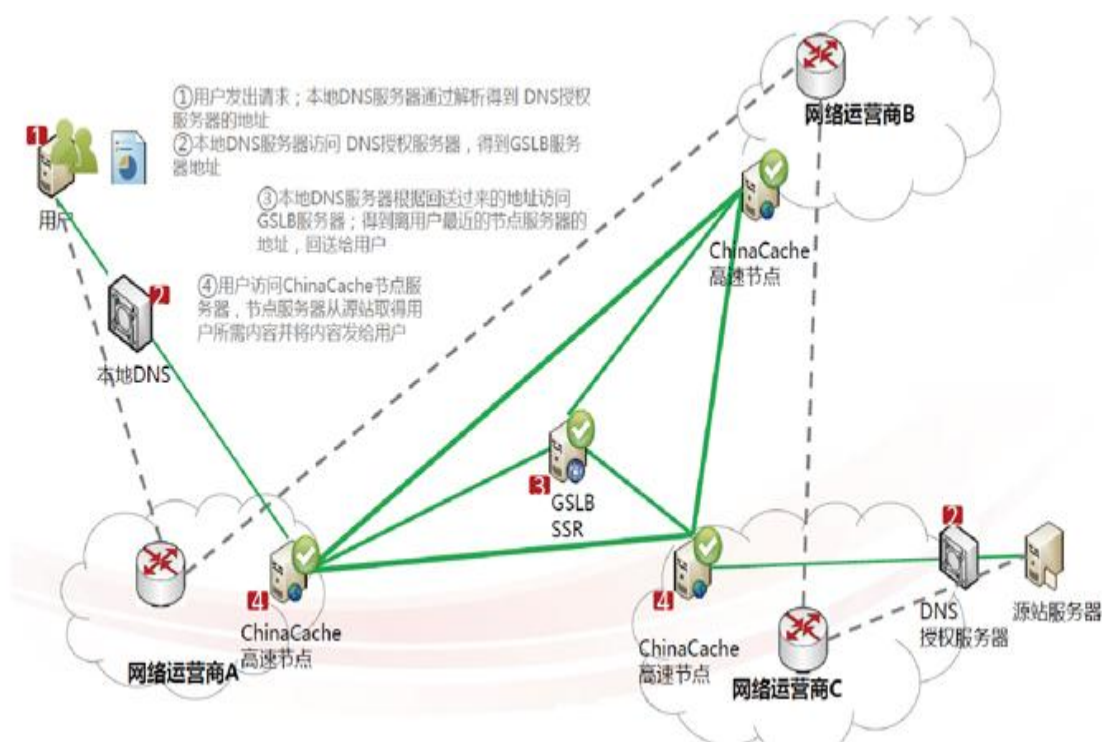 ①用户发出请求；本地DNS服务器通过解析得到 DNS授权
服务器的地址
②本地DNS服务器访问 DNS授权服务器，得到GSLB服务
器地址
③本地DNS服务器根据回送过来的地址访问
GSLB服务器；得到离用户最近的节点服务器的
地址，回送给用户
④用户访问ChinaCache节点服
务器，节点服务器从源站取得用
户所需内容并将内容发给用户
1
用户
2
本地DNS
网络运营商B
ChinaCache
高速节点
3
GSLB
SSR
4
ChinaCache
高速节点
网络运营商A
4
ChinaCache
高速节点
网络运营商C
2
DNS
授权服务器
源站服务器